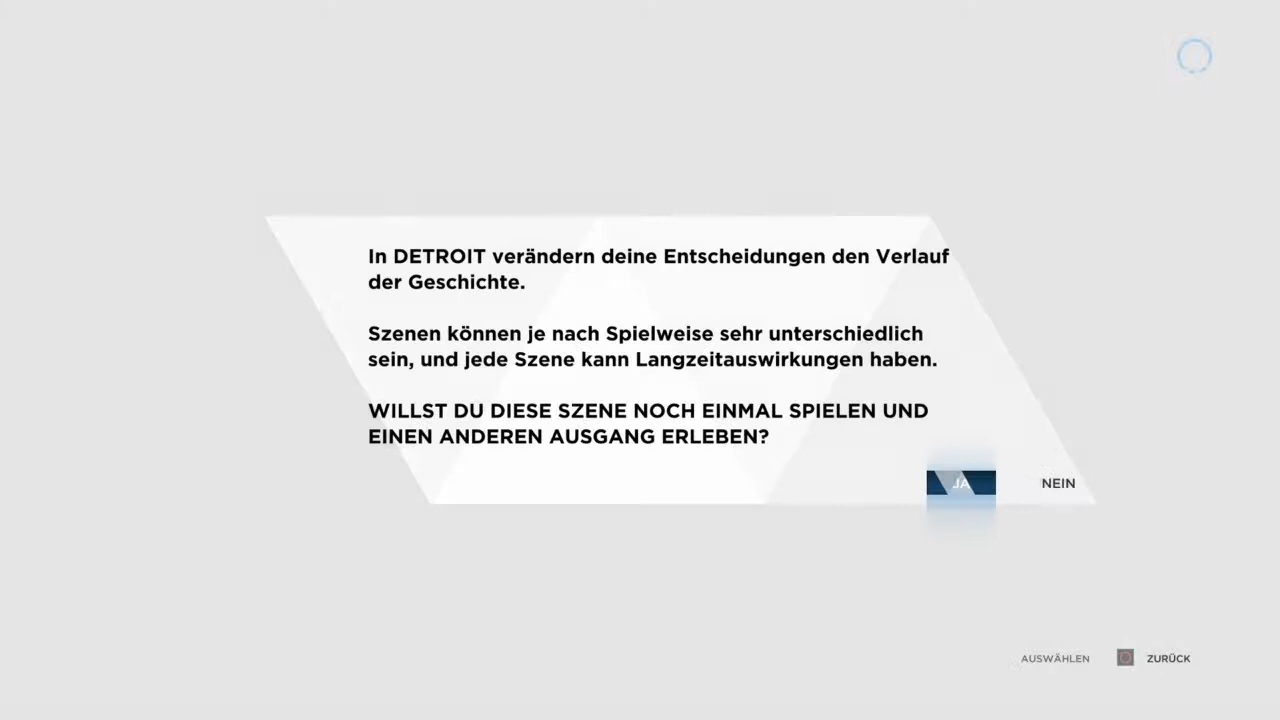 In DETROIT verändern deine Entscheidungen den Verlauf
der Geschichte.
Szenen können je nach Spielweise sehr unterschiedlich
sein, und jede Szene kann Langzeitauswirkungen haben.
WILLST DU DIESE SZENE NOCH EINMAL SPIELEN UND
EINEN ANDEREN AUSGANG ERLEBEN?
JA NEIN
AUSWÄHLEN ZURÜCK